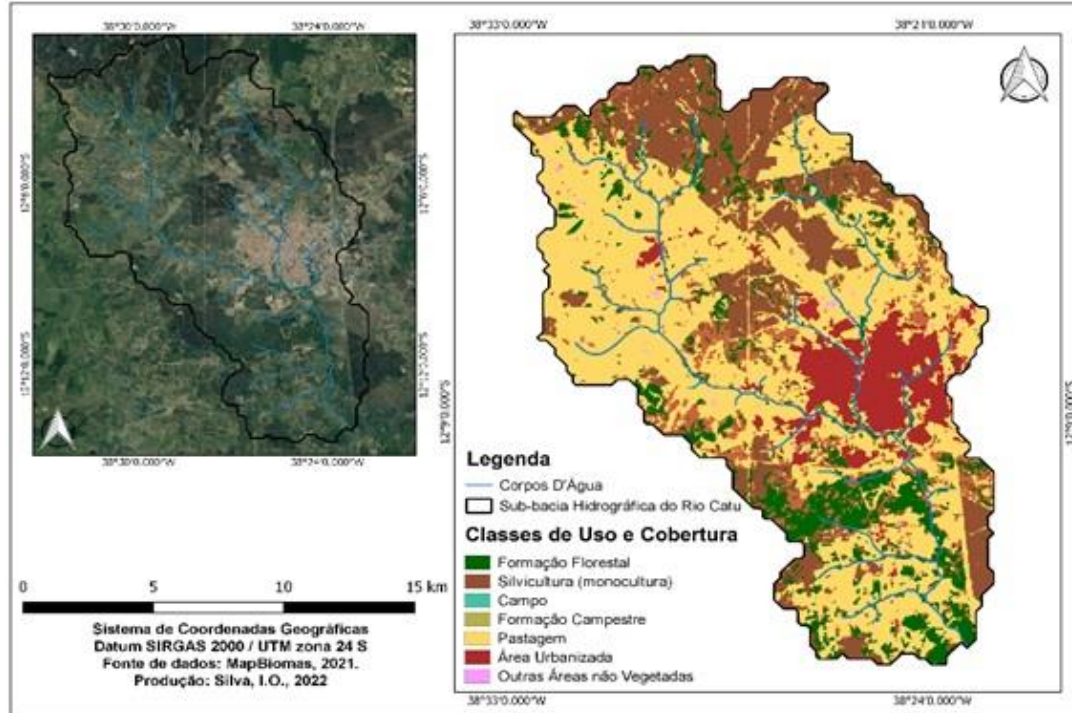 38°30'0.000"W
38°24'0.000"W
38°33'0.000"W
38°21'0.000"W
12°6'0.000"S
12°6'0.000"S
12°12'0.000"S
12°12'0.000"S
12°9'0.000"S
12°9'0.000"S
38°30'0.000"W
38°24'0.000"W
Legenda
Corpos D'Água
Sub-bacia Hidrográfica do Rio Catu
Classes de Uso e Cobertura
Formação Florestal
Silvicultura (monocultura)
Campo
Formação Campestre
Pastagem
Área Urbanizada
Outras Áreas não Vegetadas
0 5 10 15 km
Sistema de Coordenadas Geográficas
Datum SIRGAS 2000 / UTM zona 24 S
Fonte de dados: MapBiomas, 2021.
Produção: Silva, I.O., 2022
38°33'0.000"W
38°24'0.000"W